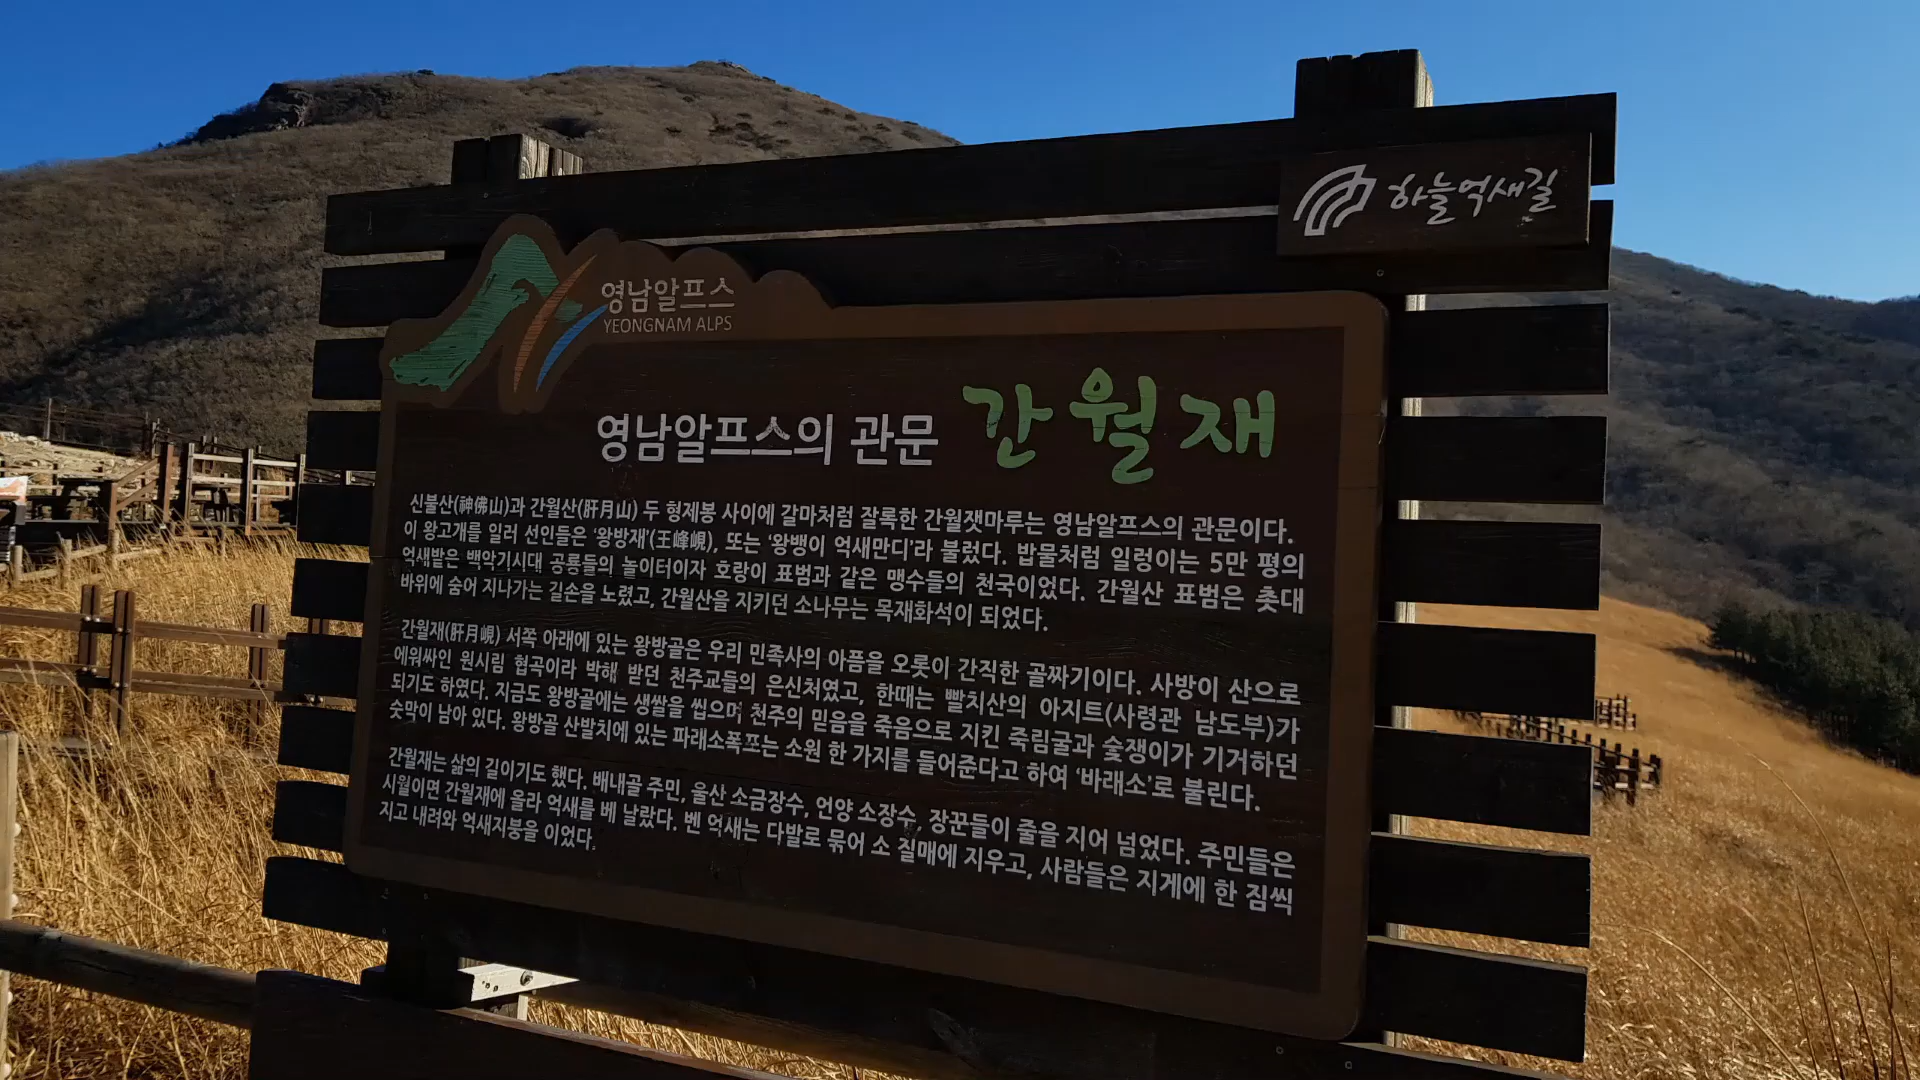 하늘억새길
영남알프스
YEONGNAM ALPS
영남알프스의 관문 간월재
신불산(神佛山)과 간월산(肝月山) 두 형제봉 사이에 갈마처럼 잘록한 간월잿마루는 영남알프스의 관문이다.
이 왕고개를 일러 선인들은 '왕방재'(王峰峴), 또는 '왕뱅이 억새만디'라 불렀다. 밥물처럼 일렁이는 5만 평의
억새밭은 백악기시대 공룡들의 놀이터이자 호랑이 표범과 같은 맹수들의 천국이었다. 간월산 표범은 촛대
바위에 숨어 지나가는 길손을 노렸고, 간월산을 지키던 소나무는 목재화석이 되었다.
간월재(肝月峴) 서쪽 아래에 있는 왕방골은 우리 민족사의 아픔을 오롯이 간직한 골짜기이다. 사방이 산으로
에워싸인 원시림 협곡이라 박해 받던 천주교들의 은신처였고, 한때는 빨치산의 아지트(사령관 남도부)가
되기도 하였다. 지금도 왕방골에는 생쌀을 씹으며 천주의 믿음을 죽음으로 지킨 죽림굴과 숯쟁이가 기거하던
숯막이 남아 있다. 왕방골 산발치에 있는 파래소폭포는 소원 한 가지를 들어준다고 하여 '바래소'로 불린다.
간월재는 삶의 길이기도 했다. 배내골 주민, 울산 소금장수, 언양 소장수, 장꾼들이 줄을 지어 넘었다. 주민들은
시월이면 간월재에 올라 억새를 베 날랐다. 벤 억새는 다발로 묶어 소 질매에 지우고, 사람들은 지게에 한 짐씩
지고 내려와 억새지붕을 이었다.